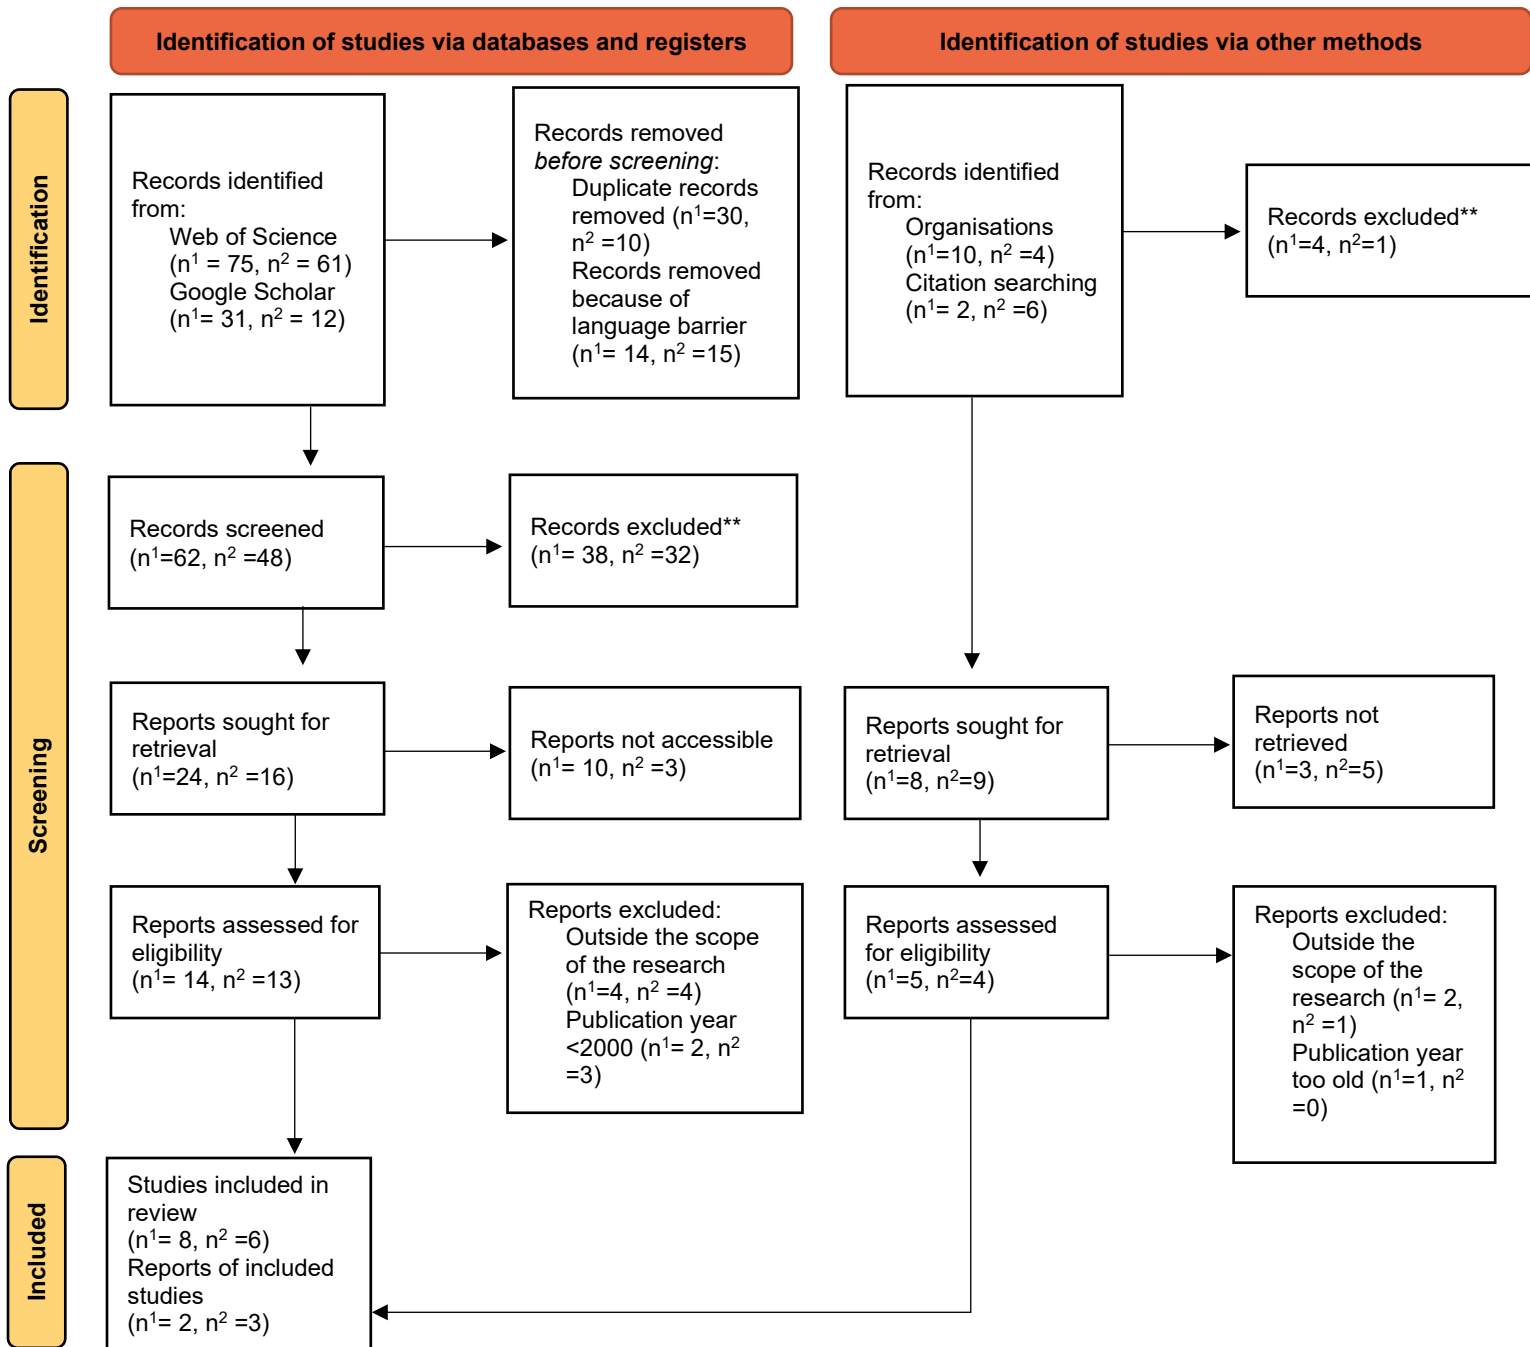 Identification of studies via databases and registers
Identification of studies via other methods
Identification
Records identified
from:
Web of Science
(n¹ = 75, n² = 61)
Google Scholar
(n¹= 31, n² = 12)
Records removed
before screening:
Duplicate records
removed (n¹=30,
n² =10)
Records removed
because of
language barrier
(n¹= 14, n² =15)
Records identified
from:
Organisations
(n¹=10, n² =4)
Citation searching
(n¹= 2, n² =6)
Records excluded**
(n¹=4, n²=1)
Screening
Records screened
(n¹=62, n² =48)
Records excluded**
(n¹= 38, n² =32)
Reports sought for
retrieval
(n¹=24, n² =16)
Reports not accessible
(n¹= 10, n² =3)
Reports sought for
retrieval
(n¹=8, n²=9)
Reports not
retrieved
(n¹=3, n²=5)
Reports assessed for
eligibility
(n¹= 14, n² =13)
Reports excluded:
Outside the scope
of the research
(n¹=4, n² =4)
Publication year
<2000 (n¹= 2, n²
=3)
Reports assessed
for eligibility
(n¹=5, n²=4)
Reports excluded:
Outside the
scope of the
research (n¹= 2,
n² =1)
Publication year
too old (n¹=1, n²
=0)
Included
Studies included in
review
(n¹= 8, n² =6)
Reports of included
studies
(n¹= 2, n² =3)